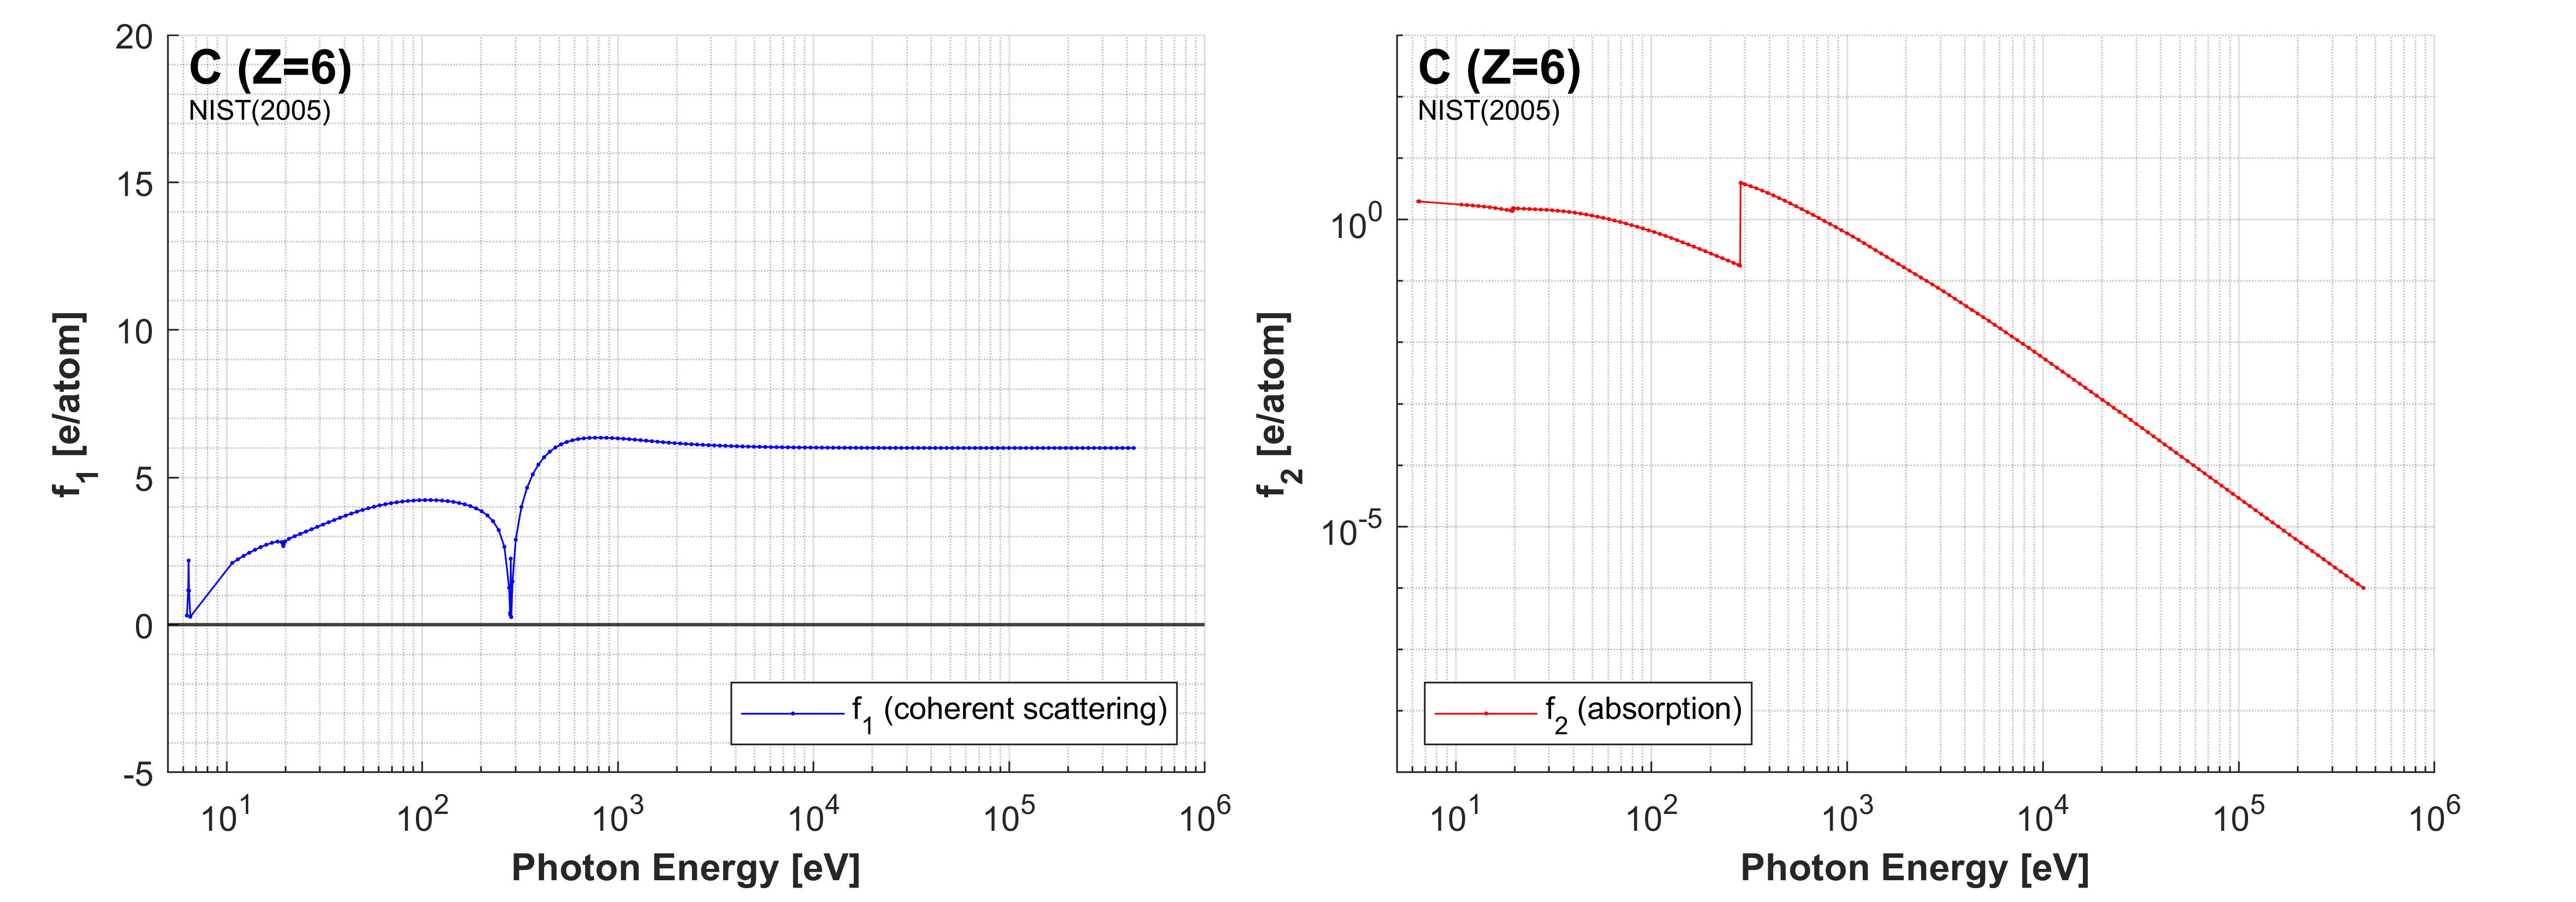 C (Z=6)
NIST(2005)
20
15
10
5
0
-5
f1 [e/atom]
10^1 10^2 10^3 10^4 10^5 10^6
Photon Energy [eV]
f1 (coherent scattering)
C (Z=6)
NIST(2005)
10^0
10^-5
f2 [e/atom]
10^1 10^2 10^3 10^4 10^5 10^6
Photon Energy [eV]
f2 (absorption)